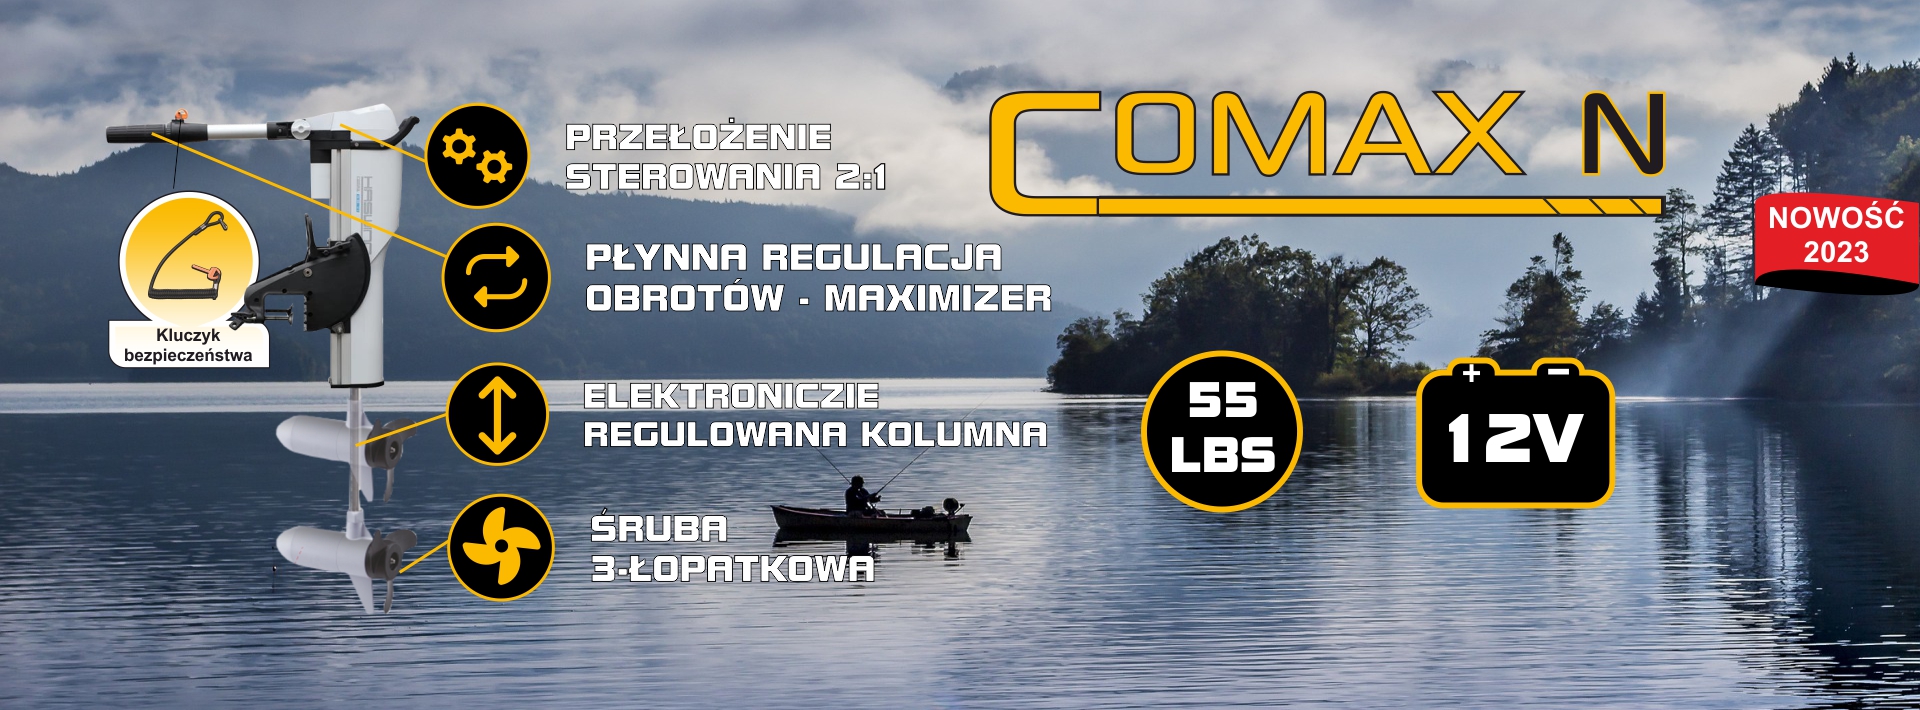 COMAX N
NOWOŚĆ
2023
PRZEŁOŻENIE
STEROWANIA 2:1
PŁYNNA REGULACJA
OBROTÓW - MAXIMIZER
Kluczyk
bezpieczeństwa
ELEKTRONICZIE
REGULOWANA KOLUMNA
ŚRUBA
3-ŁOPATKOWA
55
LBS
+ −
12V